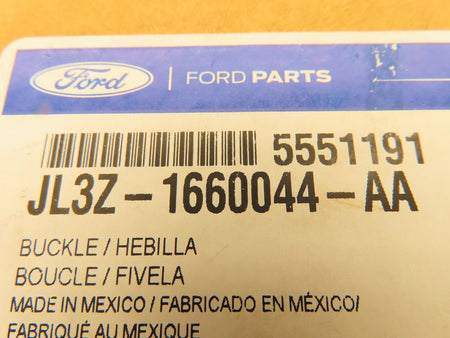 Ford | FORD PARTS
5551191
JL3Z-1660044-AA
BUCKLE / HEBILLA
BOUCLE / FIVELA
MADE IN MEXICO / FABRICADO EN MÉXICO/
FABRIQUÉ AU MEXIQUE